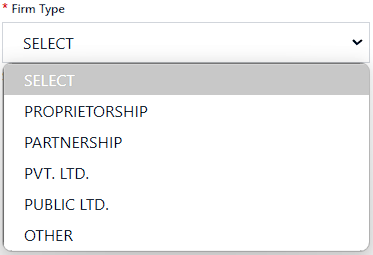 * Firm Type
SELECT
SELECT
PROPRIETORSHIP
PARTNERSHIP
PVT. LTD.
PUBLIC LTD.
OTHER